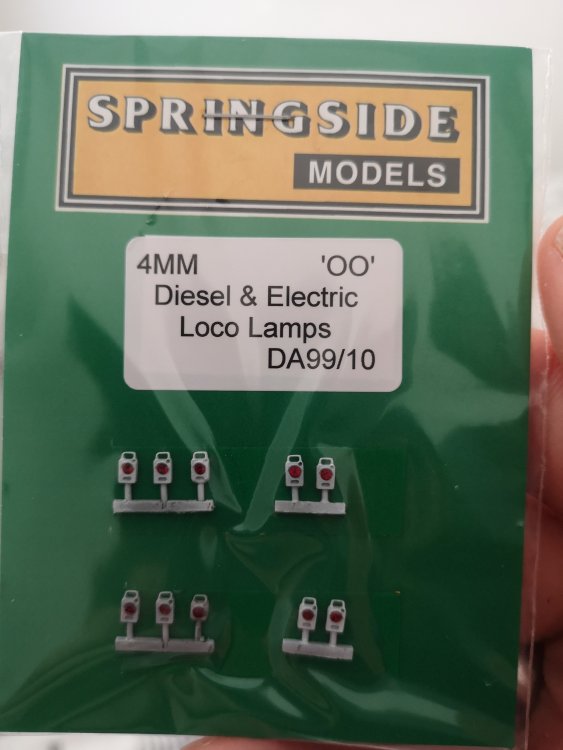 SPRINGSIDE
MODELS
4MM 'OO'
Diesel & Electric
Loco Lamps
DA99/10